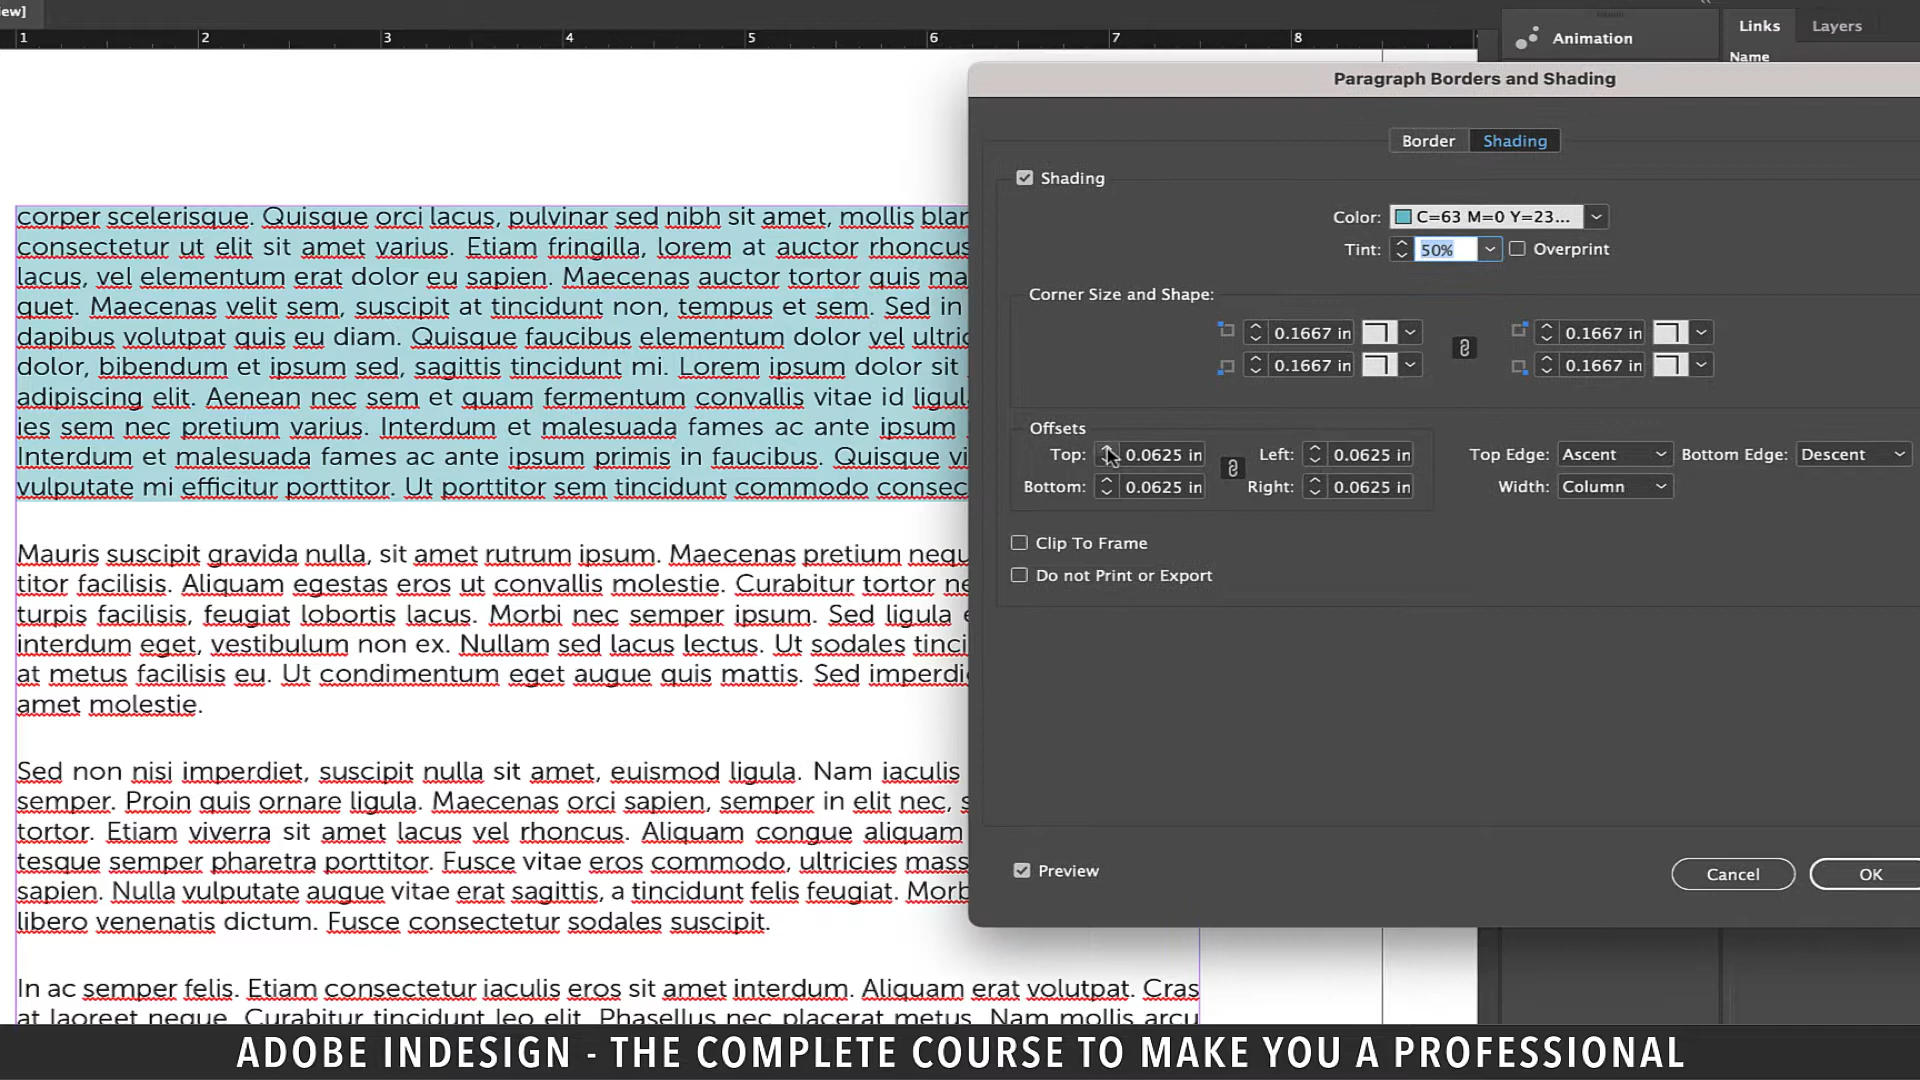 iew]
Animation
Links
Layers
Name
1 2 3 4 5 6 7 8
Paragraph Borders and Shading
Border
Shading
Shading
Color:
C=63 M=0 Y=23...
Tint:
50%
Overprint
Corner Size and Shape:
0.1667 in
0.1667 in
0.1667 in
0.1667 in
Offsets
Top:
0.0625 in
Left:
0.0625 in
Top Edge:
Ascent
Bottom Edge:
Descent
Bottom:
0.0625 in
Right:
0.0625 in
Width:
Column
Clip To Frame
Do not Print or Export
Preview
Cancel
OK
corper scelerisque. Quisque orci lacus, pulvinar sed nibh sit amet, mollis blan
consectetur ut elit sit amet varius. Etiam fringilla, lorem at auctor rhoncus
lacus, vel elementum erat dolor eu sapien. Maecenas auctor tortor quis ma
quet. Maecenas velit sem, suscipit at tincidunt non, tempus et sem. Sed in
dapibus volutpat quis eu diam. Quisque faucibus elementum dolor vel ultric
dolor, bibendum et ipsum sed, sagittis tincidunt mi. Lorem ipsum dolor sit
adipiscing elit. Aenean nec sem et quam fermentum convallis vitae id ligul
ies sem nec pretium varius. Interdum et malesuada fames ac ante ipsum
Interdum et malesuada fames ac ante ipsum primis in faucibus. Quisque vi
vulputate mi efficitur porttitor. Ut porttitor sem tincidunt commodo consec
Mauris suscipit gravida nulla, sit amet rutrum ipsum. Maecenas pretium nequ
titor facilisis. Aliquam egestas eros ut convallis molestie. Curabitur tortor ne
turpis facilisis, feugiat lobortis lacus. Morbi nec semper ipsum. Sed ligula e
interdum eget, vestibulum non ex. Nullam sed lacus lectus. Ut sodales tinci
at metus facilisis eu. Ut condimentum eget augue quis mattis. Sed imperdie
amet molestie.
Sed non nisi imperdiet, suscipit nulla sit amet, euismod ligula. Nam iaculis
semper. Proin quis ornare ligula. Maecenas orci sapien, semper in elit nec, s
tortor. Etiam viverra sit amet lacus vel rhoncus. Aliquam congue aliquam
tesque semper pharetra porttitor. Fusce vitae eros commodo, ultricies mass
sapien. Nulla vulputate augue vitae erat sagittis, a tincidunt felis feugiat. Morb
libero venenatis dictum. Fusce consectetur sodales suscipit.
In ac semper felis. Etiam consectetur iaculis eros sit amet interdum. Aliquam erat volutpat. Cras
at laoreet neque. Curabitur tincidunt leo elit. Phasellus nec placerat metus. Nam mollis arcu
ADOBE INDESIGN - THE COMPLETE COURSE TO MAKE YOU A PROFESSIONAL